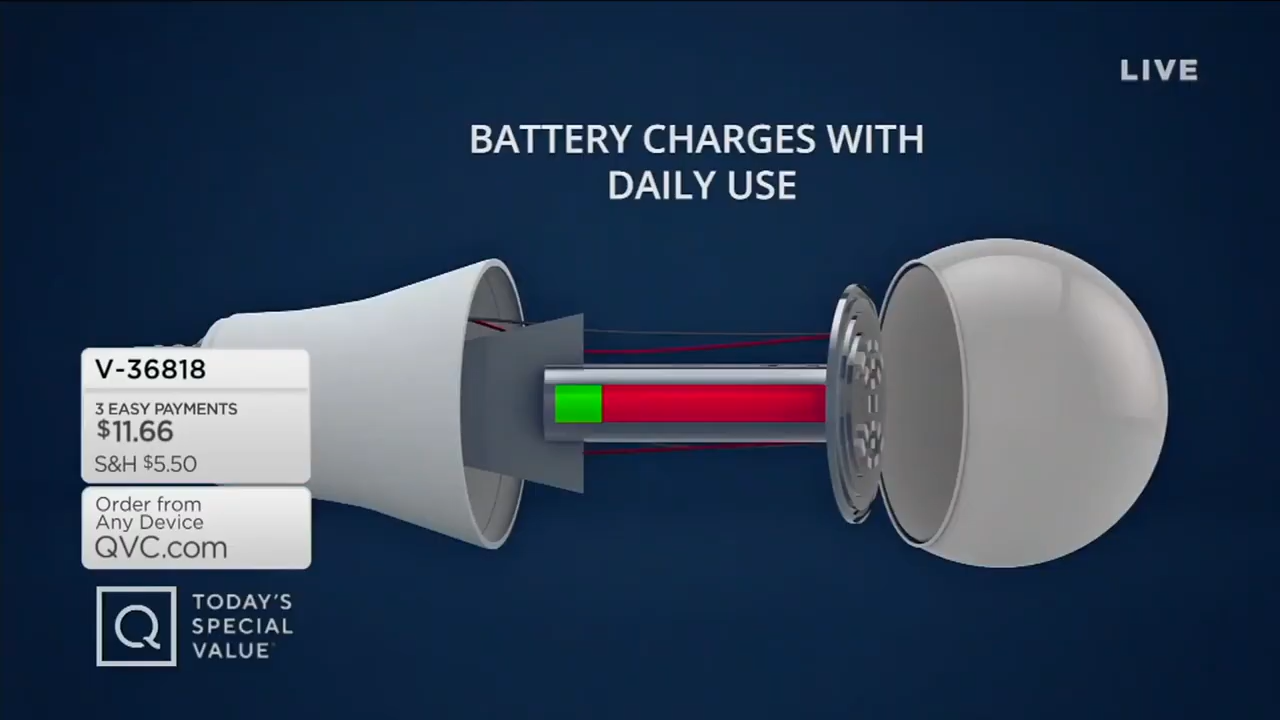 LIVE
BATTERY CHARGES WITH
DAILY USE
V-36818
3 EASY PAYMENTS
$11.66
S&H $5.50
Order from
Any Device
QVC.com
Q
TODAY'S
SPECIAL
VALUE